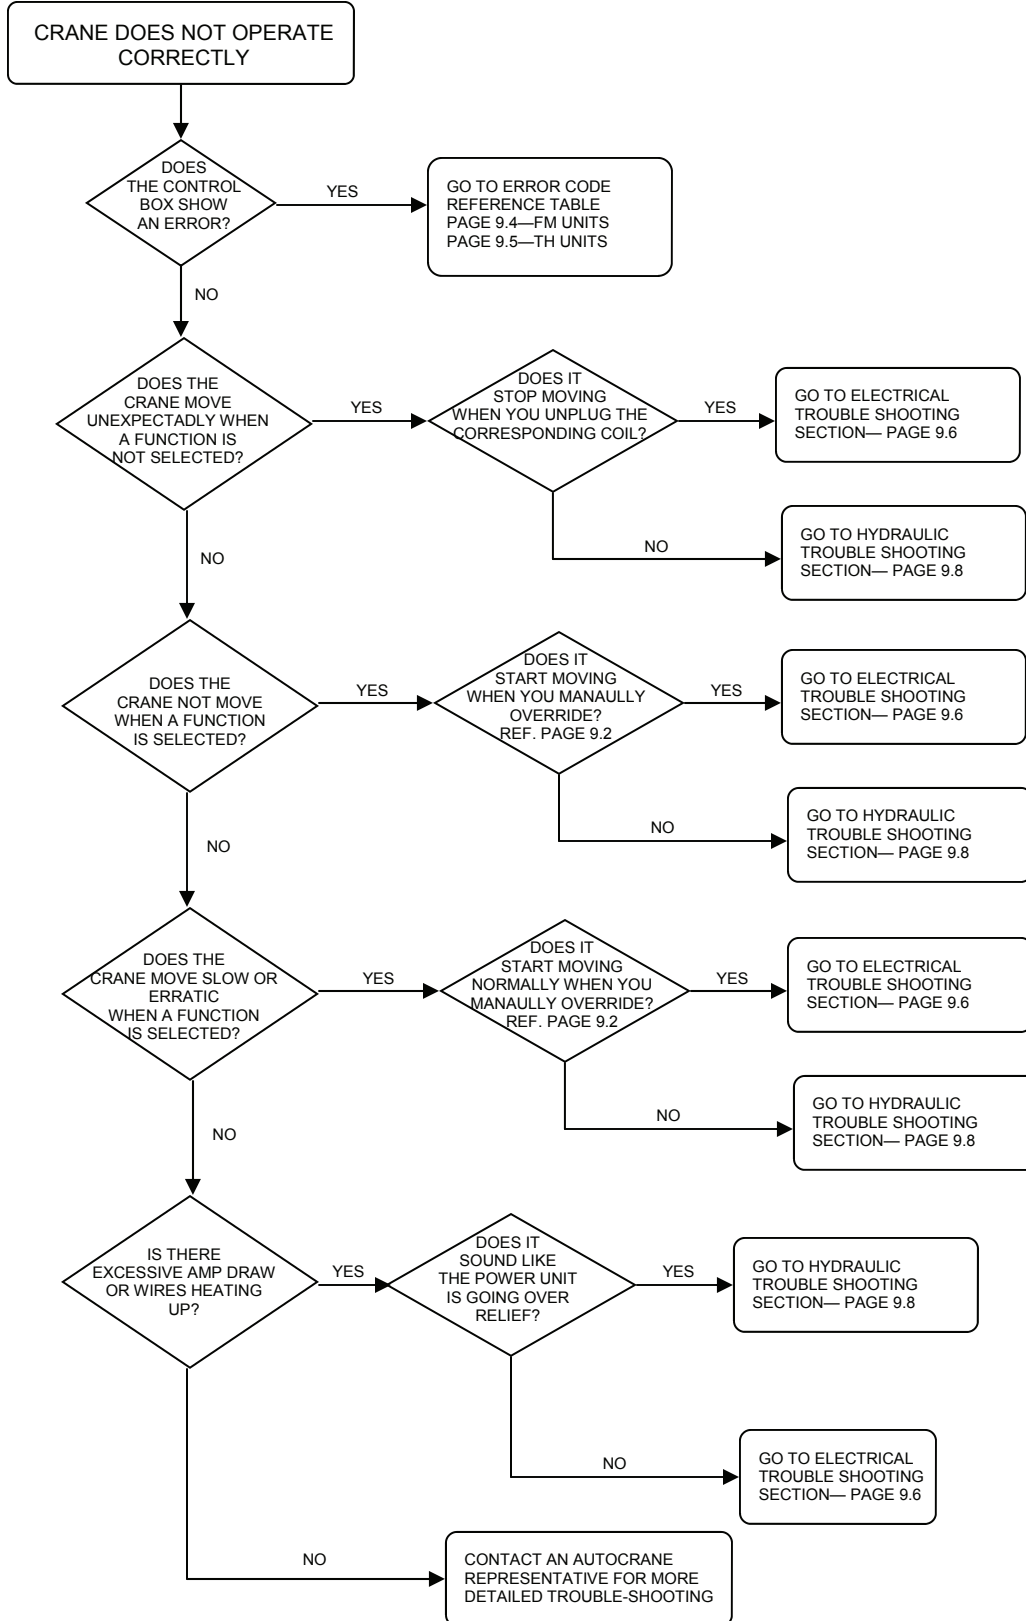 CRANE DOES NOT OPERATE
CORRECTLY
DOES
THE CONTROL
BOX SHOW
AN ERROR?
YES
GO TO ERROR CODE
REFERENCE TABLE
PAGE 9.4—FM UNITS
PAGE 9.5—TH UNITS
NO
DOES THE
CRANE MOVE
UNEXPECTADLY WHEN
A FUNCTION IS
NOT SELECTED?
YES
DOES IT
STOP MOVING
WHEN YOU UNPLUG THE
CORRESPONDING COIL?
YES
GO TO ELECTRICAL
TROUBLE SHOOTING
SECTION— PAGE 9.6
NO
GO TO HYDRAULIC
TROUBLE SHOOTING
SECTION— PAGE 9.8
NO
DOES THE
CRANE NOT MOVE
WHEN A FUNCTION
IS SELECTED?
YES
DOES IT
START MOVING
WHEN YOU MANAULLY
OVERRIDE?
REF. PAGE 9.2
YES
GO TO ELECTRICAL
TROUBLE SHOOTING
SECTION— PAGE 9.6
NO
GO TO HYDRAULIC
TROUBLE SHOOTING
SECTION— PAGE 9.8
NO
DOES THE
CRANE MOVE SLOW OR
ERRATIC
WHEN A FUNCTION
IS SELECTED?
YES
DOES IT
START MOVING
NORMALLY WHEN YOU
MANAULLY OVERRIDE?
REF. PAGE 9.2
YES
GO TO ELECTRICAL
TROUBLE SHOOTING
SECTION— PAGE 9.6
NO
GO TO HYDRAULIC
TROUBLE SHOOTING
SECTION— PAGE 9.8
NO
IS THERE
EXCESSIVE AMP DRAW
OR WIRES HEATING
UP?
YES
DOES IT
SOUND LIKE
THE POWER UNIT
IS GOING OVER
RELIEF?
YES
GO TO HYDRAULIC
TROUBLE SHOOTING
SECTION— PAGE 9.8
NO
GO TO ELECTRICAL
TROUBLE SHOOTING
SECTION— PAGE 9.6
NO
CONTACT AN AUTOCRANE
REPRESENTATIVE FOR MORE
DETAILED TROUBLE-SHOOTING